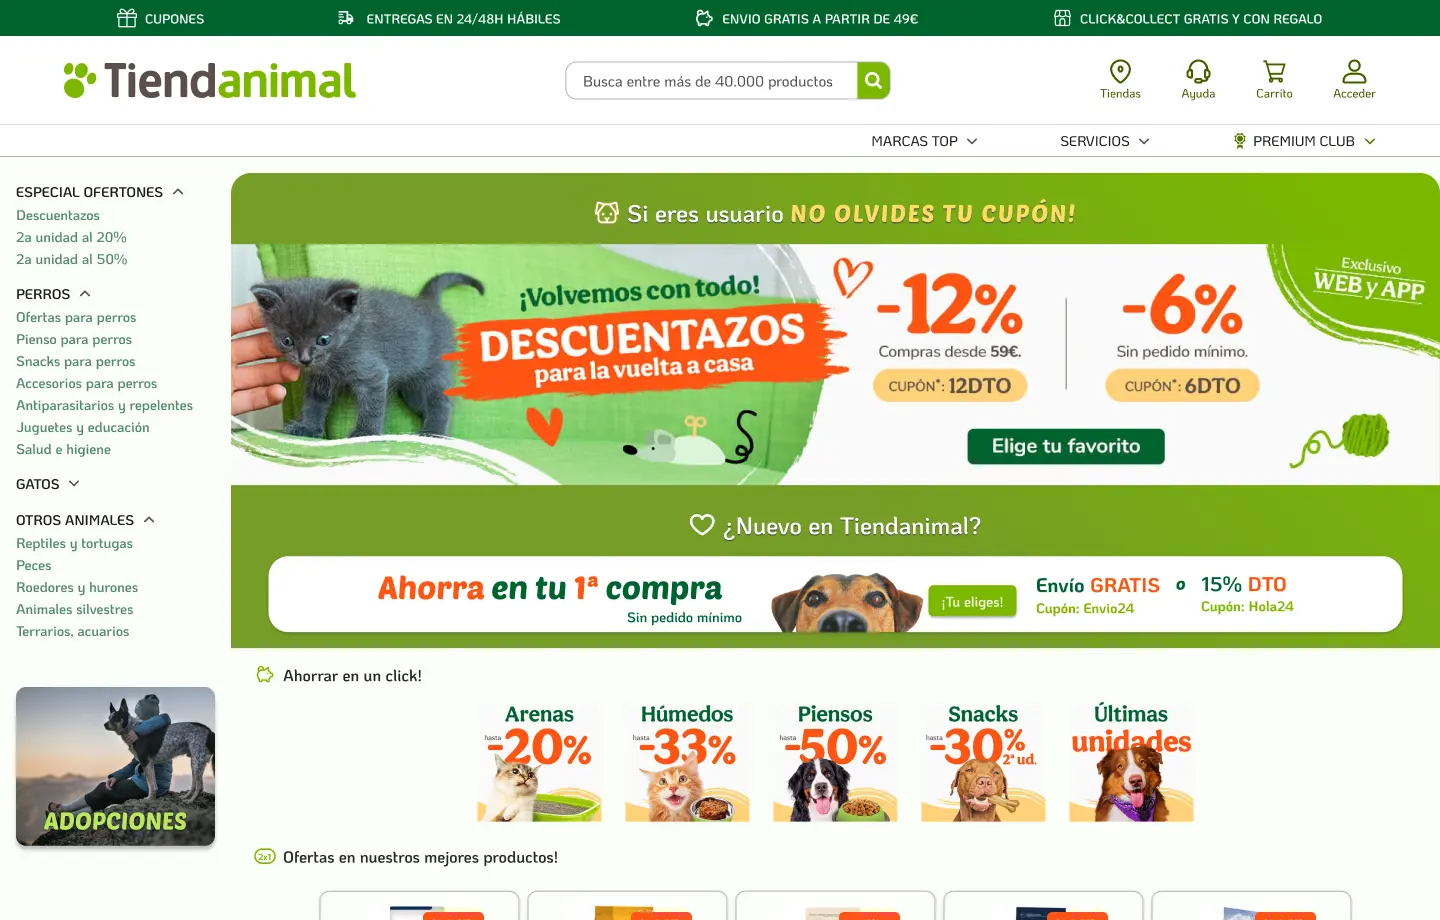 CUPONES
ENTREGAS EN 24/48H HÁBILES
ENVIO GRATIS A PARTIR DE 49€
CLICK&COLLECT GRATIS Y CON REGALO
Tiendanimal
Busca entre más de 40.000 productos
Tiendas
Ayuda
Carrito
Acceder
MARCAS TOP
SERVICIOS
PREMIUM CLUB
ESPECIAL OFERTONES
Descuentazos
2a unidad al 20%
2a unidad al 50%
PERROS
Ofertas para perros
Pienso para perros
Snacks para perros
Accesorios para perros
Antiparasitarios y repelentes
Juguetes y educación
Salud e higiene
GATOS
OTROS ANIMALES
Reptiles y tortugas
Peces
Roedores y hurones
Animales silvestres
Terrarios, acuarios
ADOPCIONES
Si eres usuario NO OLVIDES TU CUPÓN!
¡Volvemos con todo!
DESCUENTAZOS
para la vuelta a casa
-12%
Compras desde 59€.
CUPÓN*: 12DTO
-6%
Sin pedido mínimo.
CUPÓN*: 6DTO
Elige tu favorito
Exclusivo
WEB y APP
¿Nuevo en Tiendanimal?
Ahorra en tu 1ª compra
Sin pedido mínimo
¡Tu eliges!
Envío GRATIS
Cupón: Envio24
o
15% DTO
Cupón: Hola24
Ahorrar en un click!
Arenas
hasta
-20%
Húmedos
hasta
-33%
Piensos
hasta
-50%
Snacks
hasta
-30%
2ª ud.
Últimas
unidades
2x1
Ofertas en nuestros mejores productos!